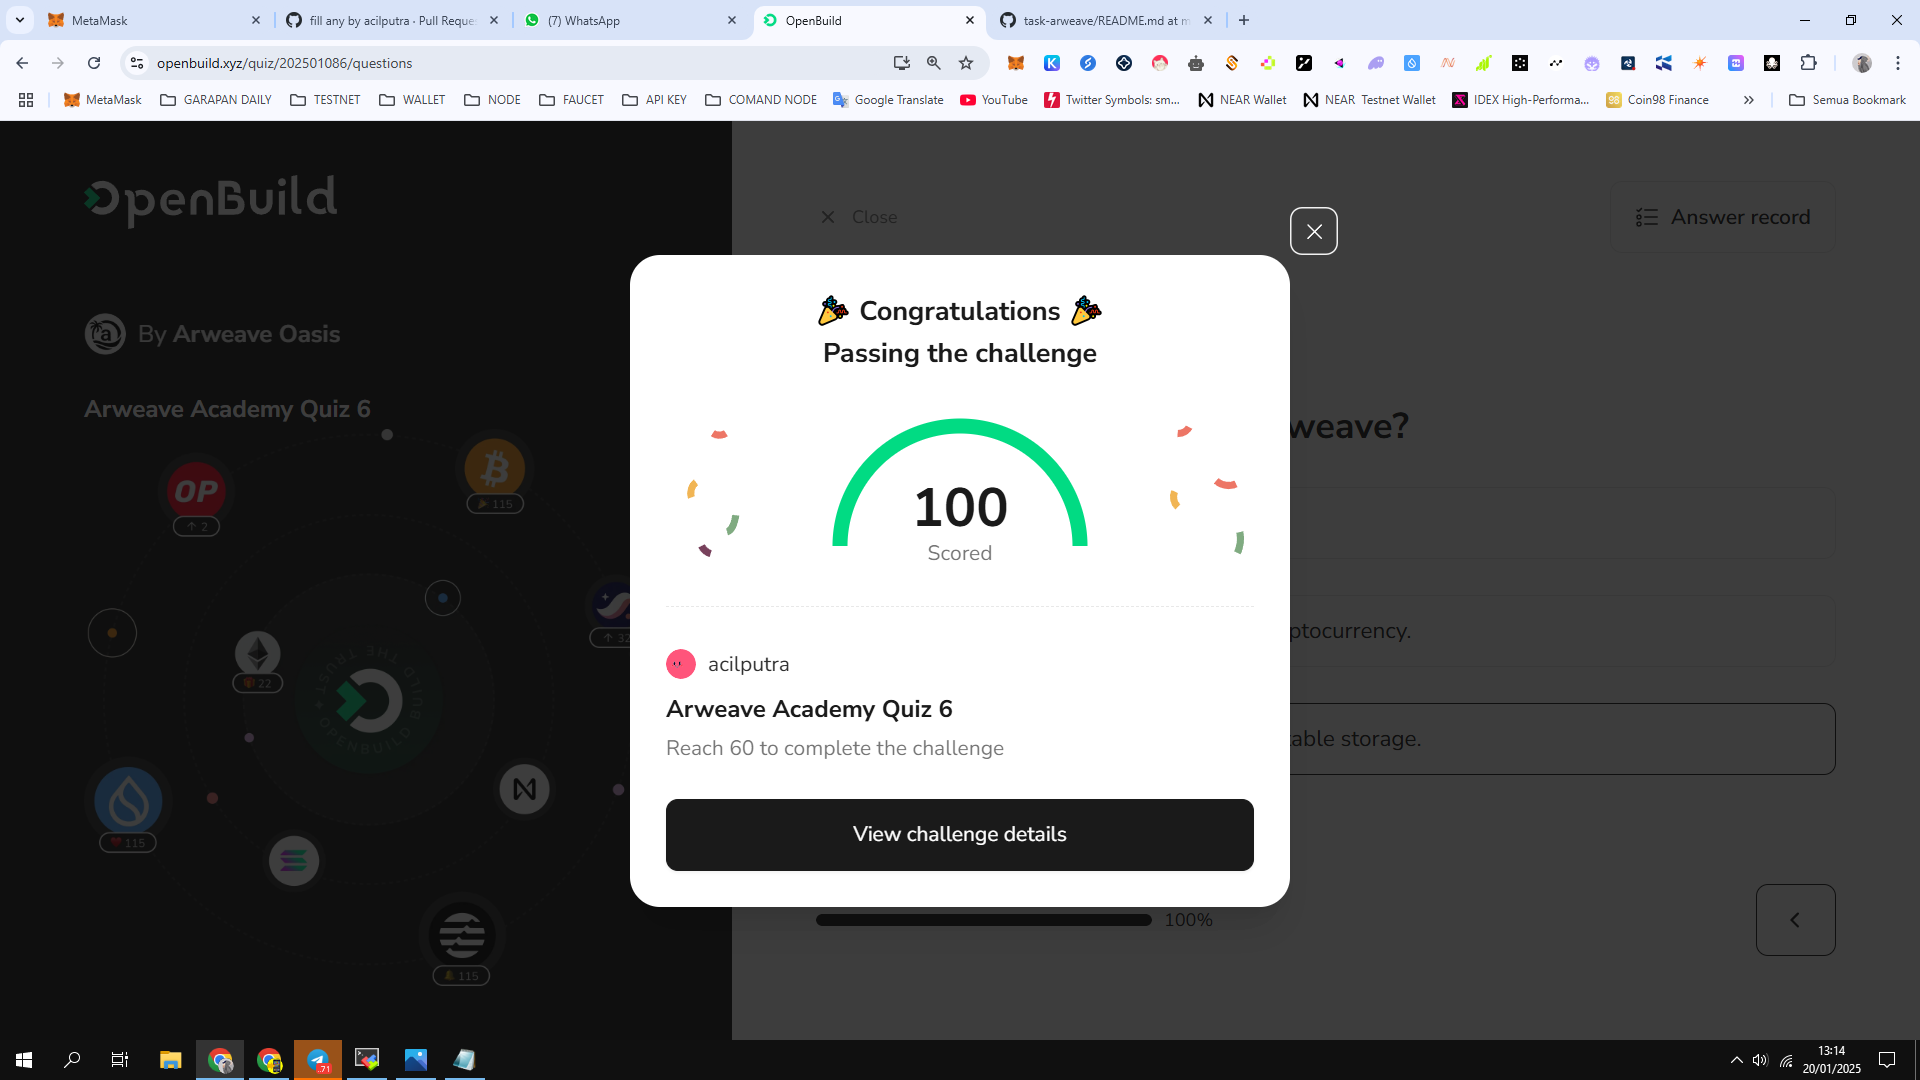 MetaMask
fill any by acilputra · Pull Reque
(7) WhatsApp
OpenBuild
task-arweave/README.md at m
openbuild.xyz/quiz/202501086/questions
MetaMask
GARAPAN DAILY
TESTNET
WALLET
NODE
FAUCET
API KEY
COMAND NODE
Google Translate
YouTube
Twitter Symbols: sm...
NEAR Wallet
NEAR Testnet Wallet
IDEX High-Performa...
Coin98 Finance
Semua Bookmark
OpenBuild
Close
Answer record
By Arweave Oasis
Arweave Academy Quiz 6
weave?
OP
2
115
32
22
115
115
ptocurrency.
table storage.
100%
Congratulations
Passing the challenge
100
Scored
acilputra
Arweave Academy Quiz 6
Reach 60 to complete the challenge
View challenge details
71
13:14
20/01/2025